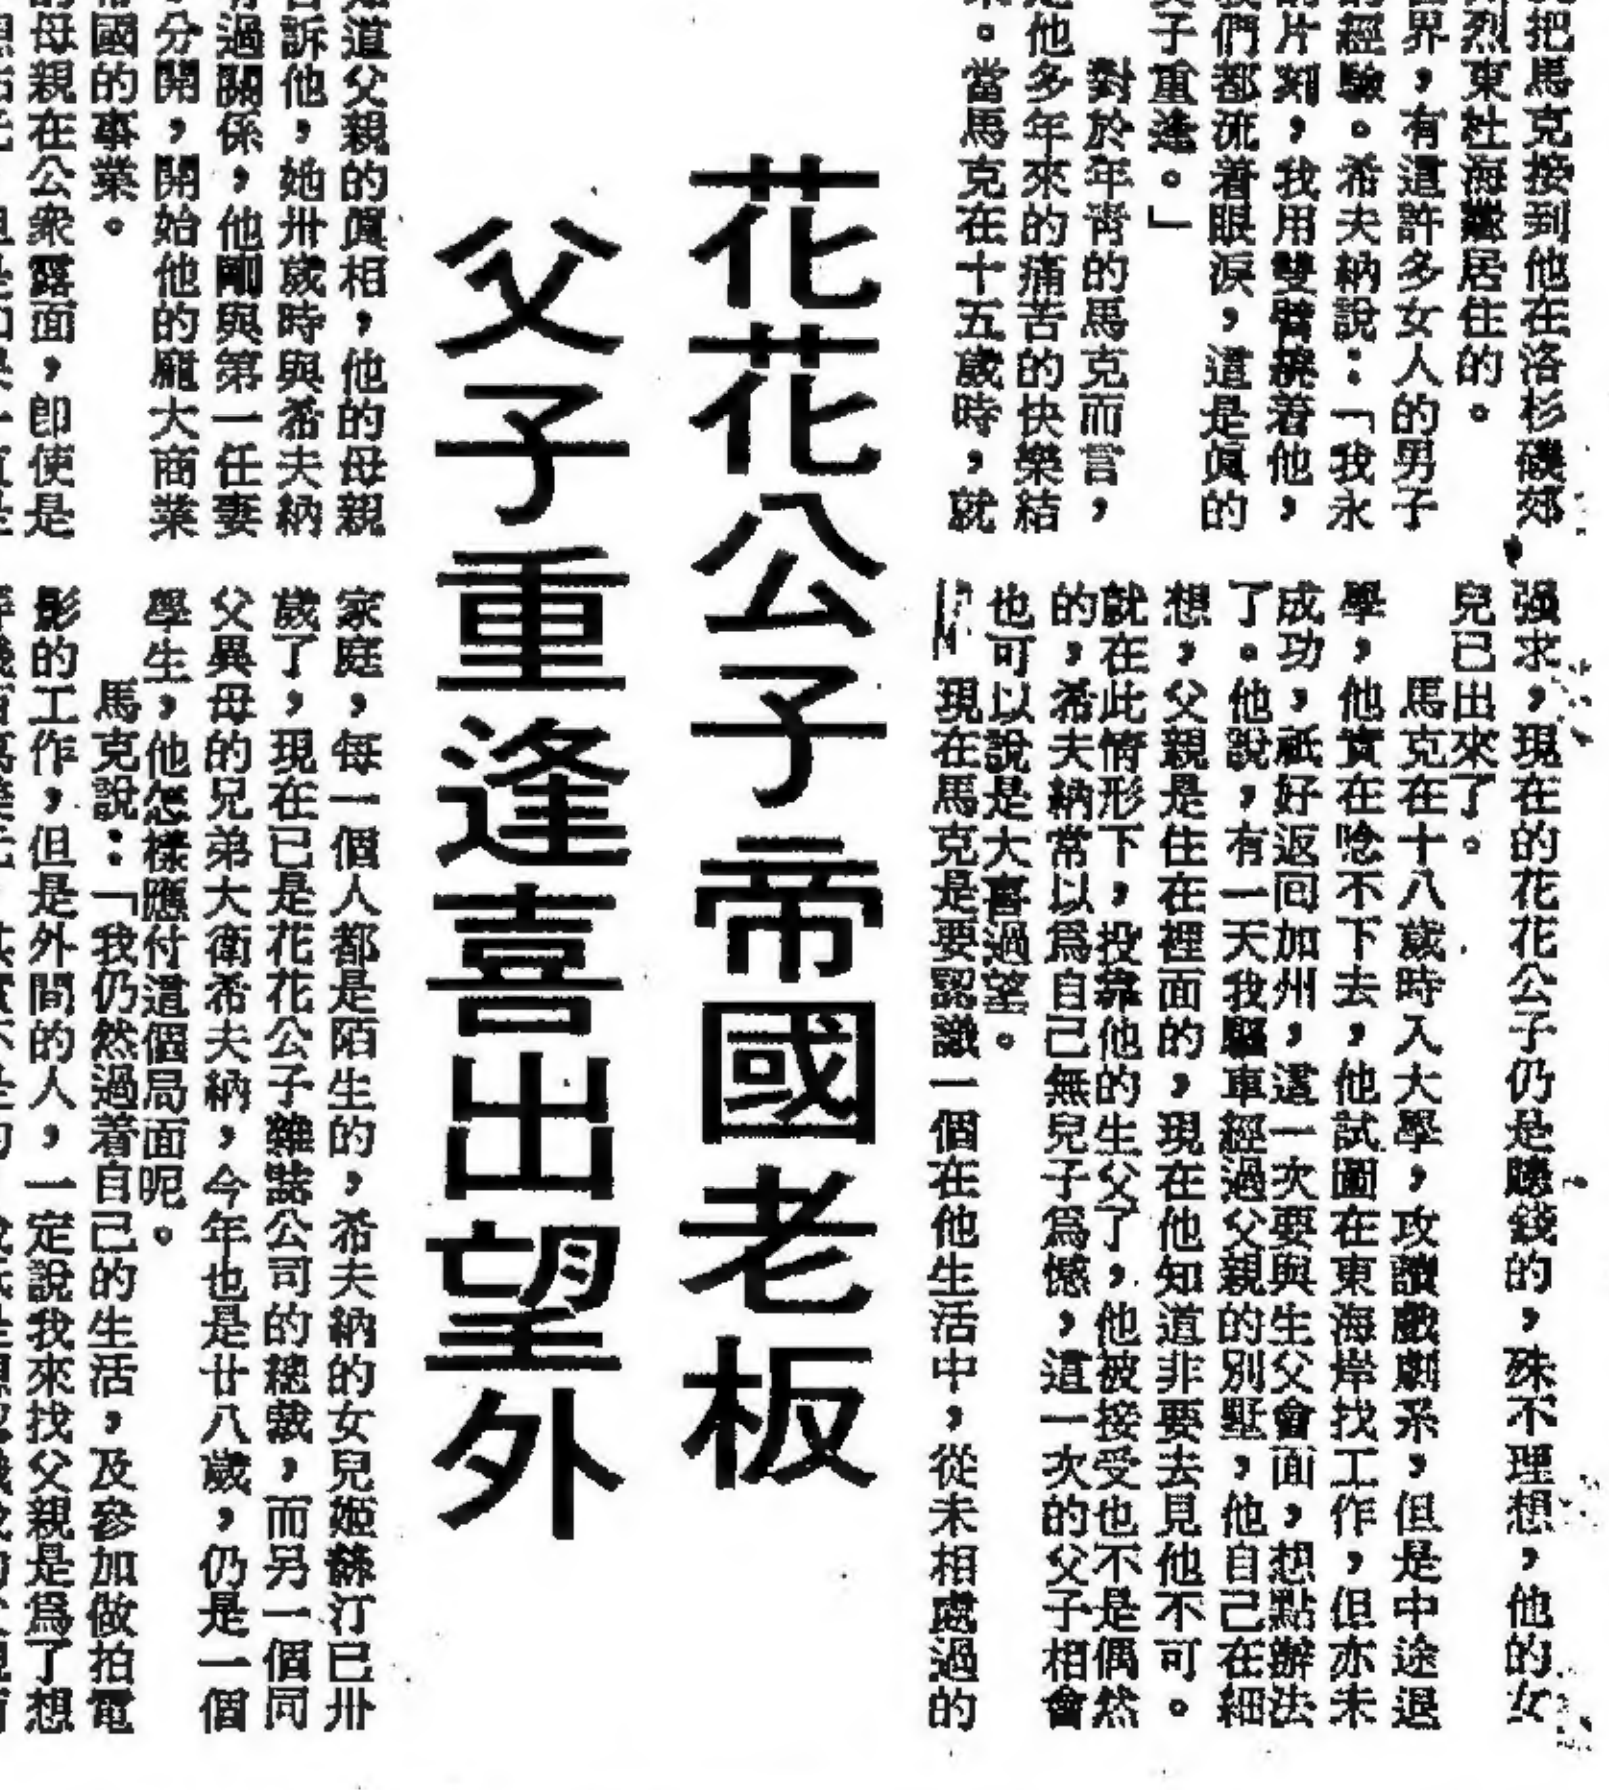 花花公子帝國老板
父子重逢喜出望外
把馬克接到他在洛杉磯郊
烈東杜海灘居住的。
界，有這許多女人的男子
經驗。希夫納說：「我永
片刻，我用雙臂擁着他，
們都流着眼淚，這是眞的
子重逢。」
對於年靑的馬克而言，
他多年來的痛苦的快樂結
。當馬克在十五歲時，就
知道父親的眞相，他的母親
吿訴他，她卅歲時與希夫納
有過關係，他剛與第一任妻
分開，開始他的龐大商業
帝國的事業。
的母親在公衆露面，卽使是
强求，現在的花花公子仍是賺錢的，殊不理想，他的女
兒已出來了。
馬克在十八歲時入大學，攻讀戲劇系，但是中途退
學，他實在唸不下去，他試圖在東海岸找工作，但亦未
成功，祇好返囘加州，這一次要與生父會面，想點辦法
了。他說，有一天我驅車經過父親的別墅，他自己在細
想，父親是住在裡面的，現在他知道非要去見他不可。
就在此情形下，投靠他的生父了，他被接受也不是偶然
的，希夫納常以爲自己無兒子爲憾，這一次的父子相會
也可以說是大喜過望。
現在馬克是要認識一個在他生活中，從未相處過的
家庭，每一個人都是陌生的，希夫納的女兒姬絲汀已卅
歲了，現在已是花花公子雜誌公司的總裁，而另一個同
父異母的兄弟大衛希夫納，今年也是廿八歲，仍是一個
學生，他怎樣應付這個局面呢。
馬克說：「我仍然過着自己的生活，及參加做拍電
影的工作，但是外間的人，一定說我來找父親是爲了想